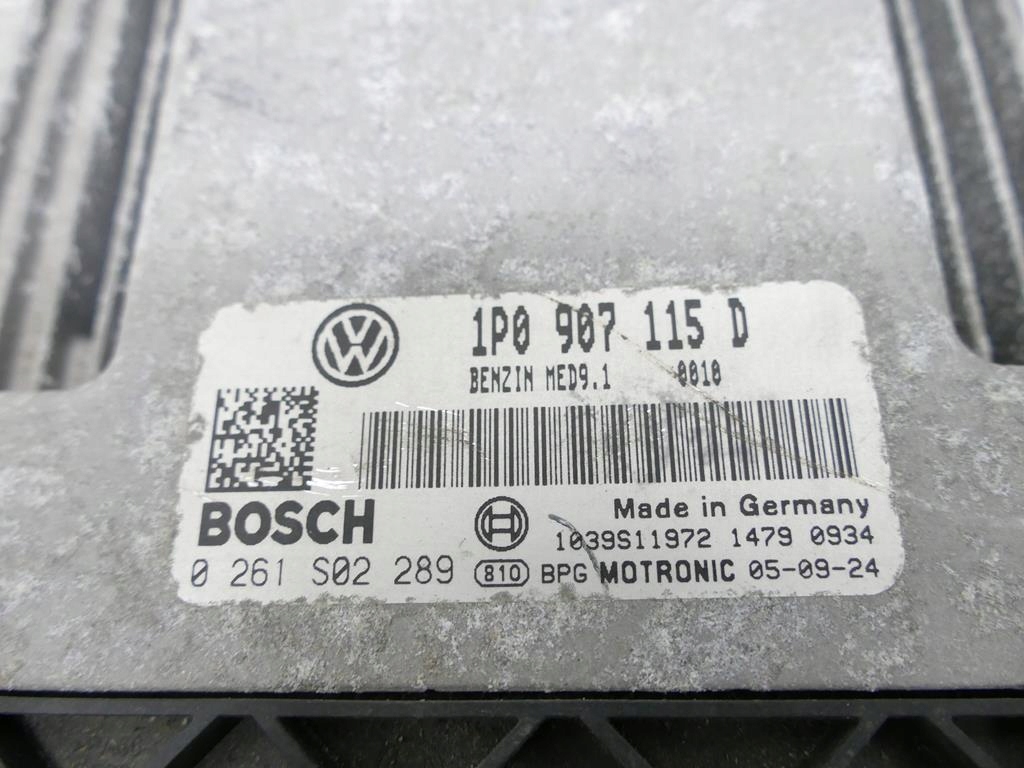 1P0 907 115 D
BENZIN MED9.1 0010
BOSCH
Made in Germany
1039S11972 1479 0934
0 261 S02 289 810 BPG MOTRONIC 05-09-24